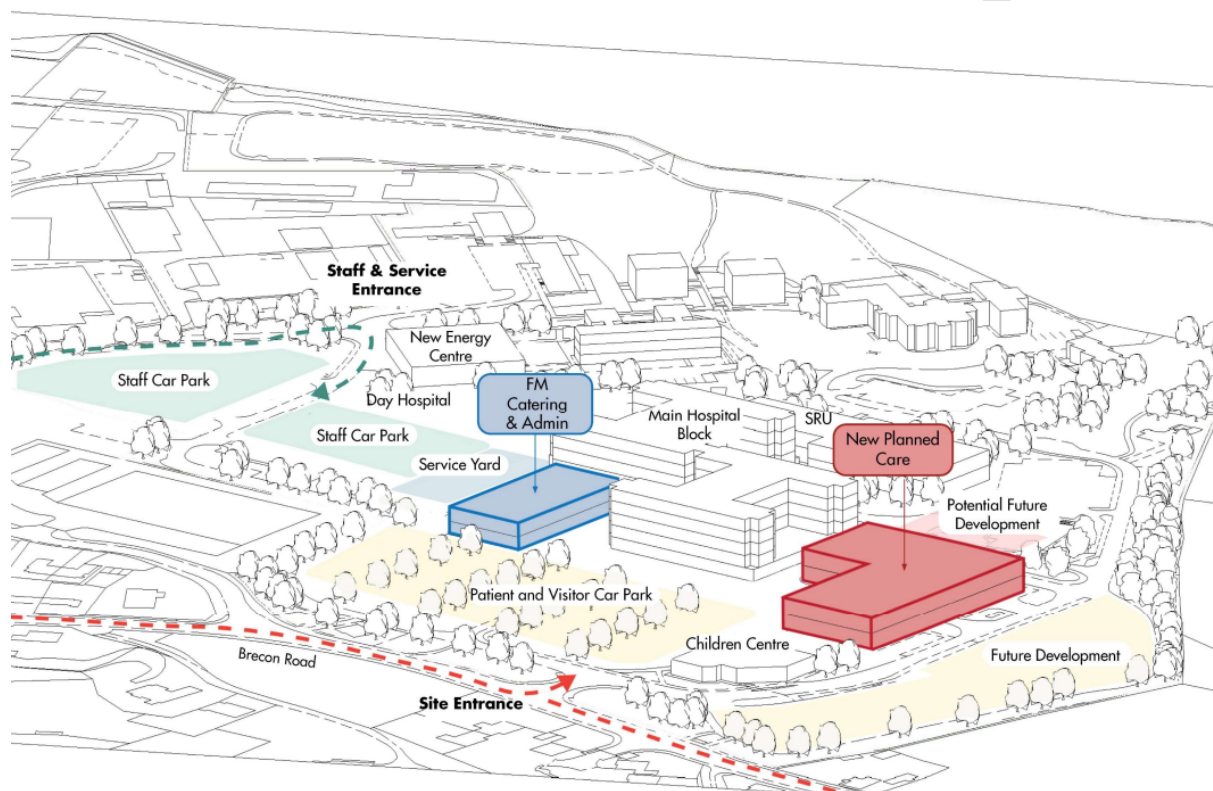 Staff & Service
Entrance
New Energy
Centre
Staff Car Park
Day Hospital
FM
Catering
& Admin
Main Hospital
Block
SRU
Staff Car Park
New Planned
Care
Service Yard
Potential Future
Development
Patient and Visitor Car Park
Children Centre
Future Development
Brecon Road
Site Entrance